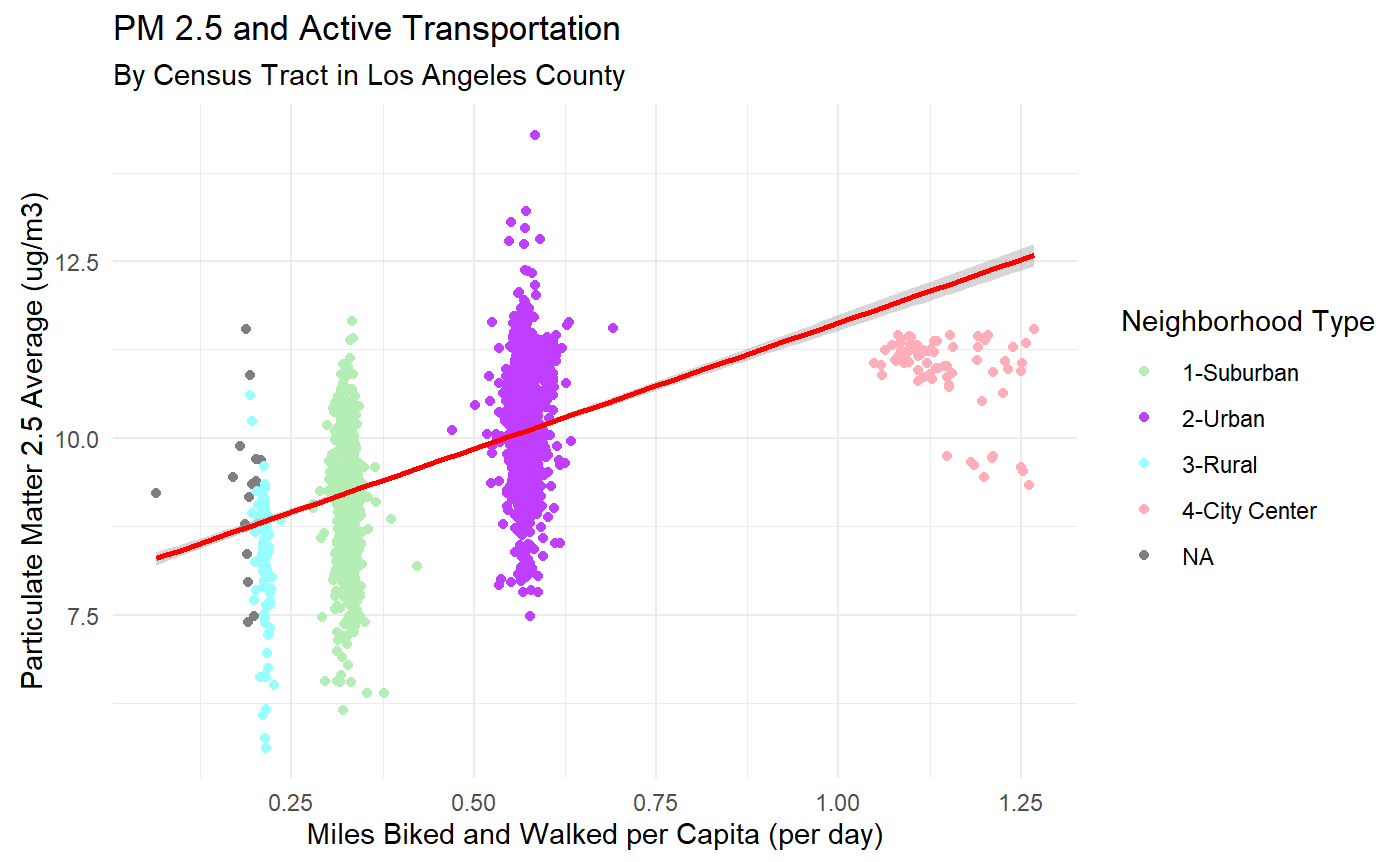 PM 2.5 and Active Transportation
By Census Tract in Los Angeles County
Particulate Matter 2.5 Average (ug/m3)
12.5
10.0
7.5
0.25
0.50
0.75
1.00
1.25
Miles Biked and Walked per Capita (per day)
Neighborhood Type
1-Suburban
2-Urban
3-Rural
4-City Center
NA